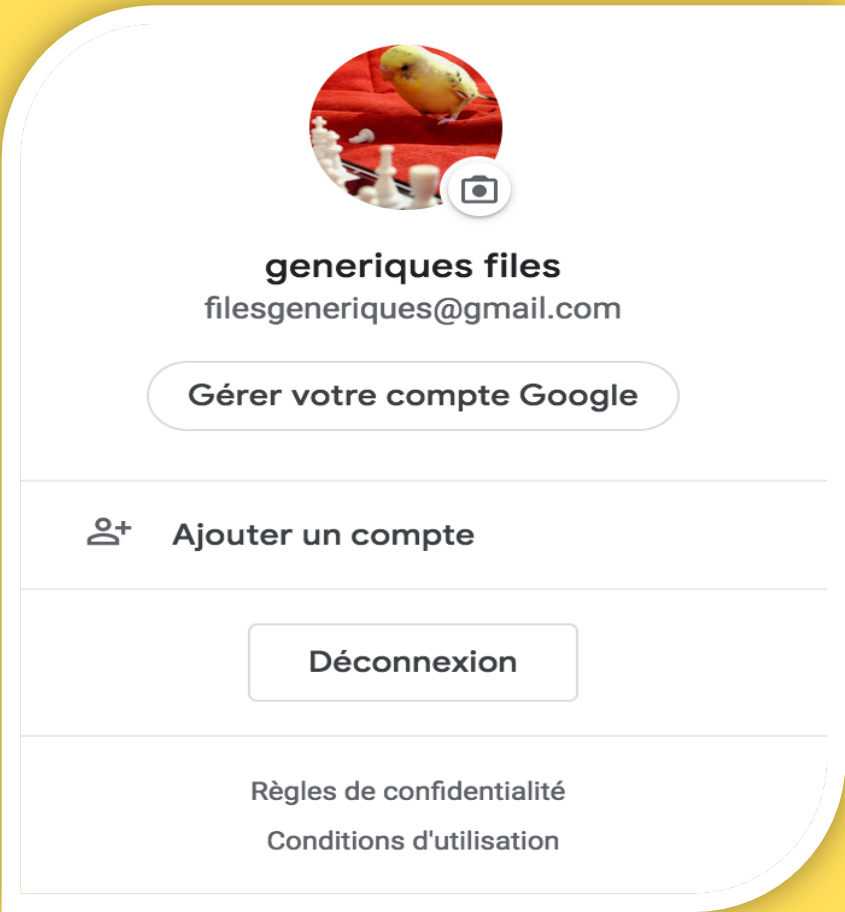 generiques files
filesgeneriques@gmail.com
Gérer votre compte Google
Ajouter un compte
Déconnexion
Règles de confidentialité
Conditions d'utilisation